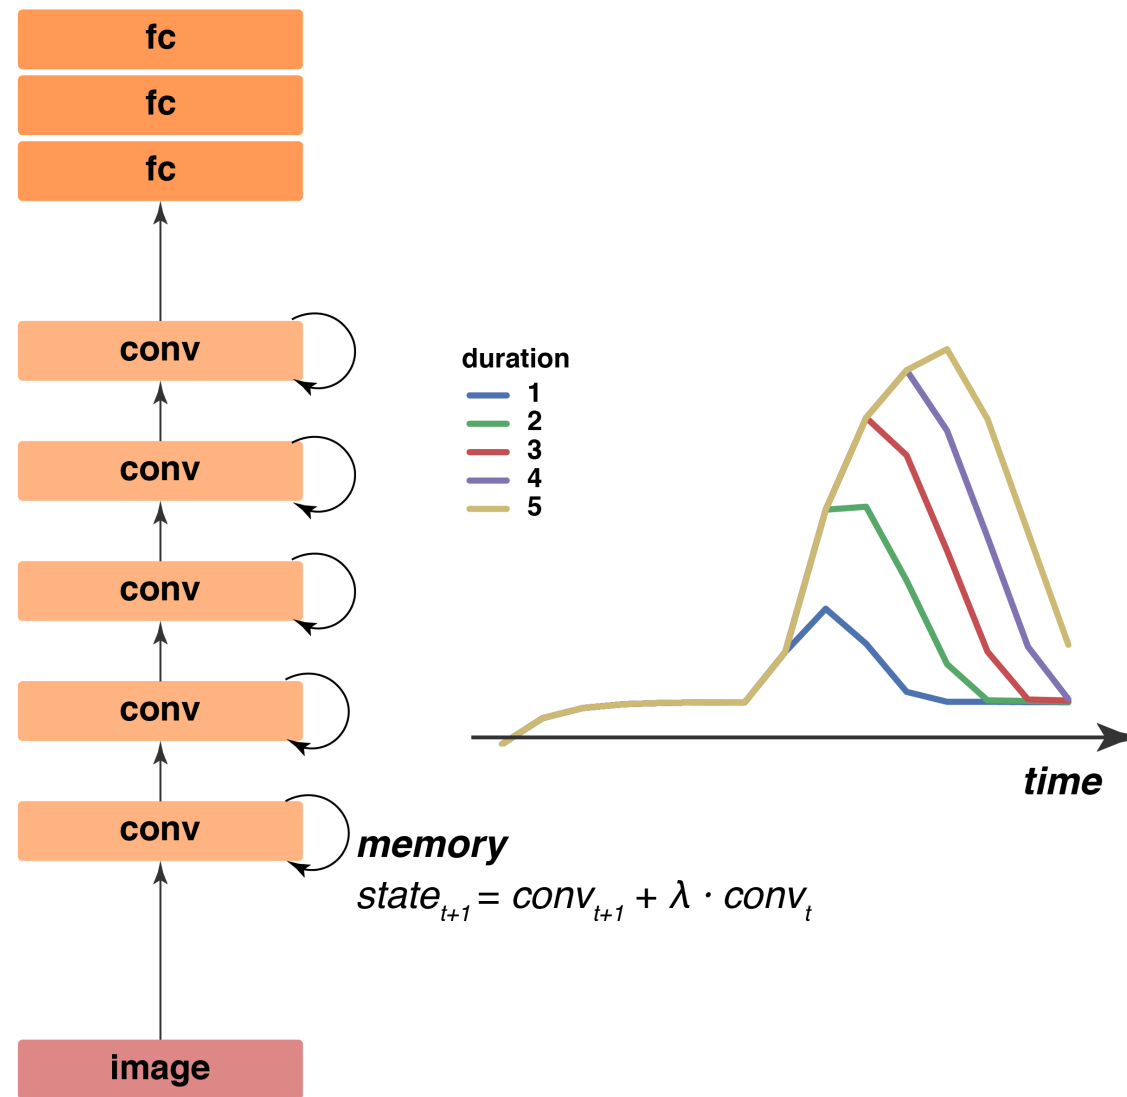 fc
fc
fc
conv
conv
conv
conv
conv
memory
state_{t+1} = conv_{t+1} + λ · conv_t
image
duration
1
2
3
4
5
time